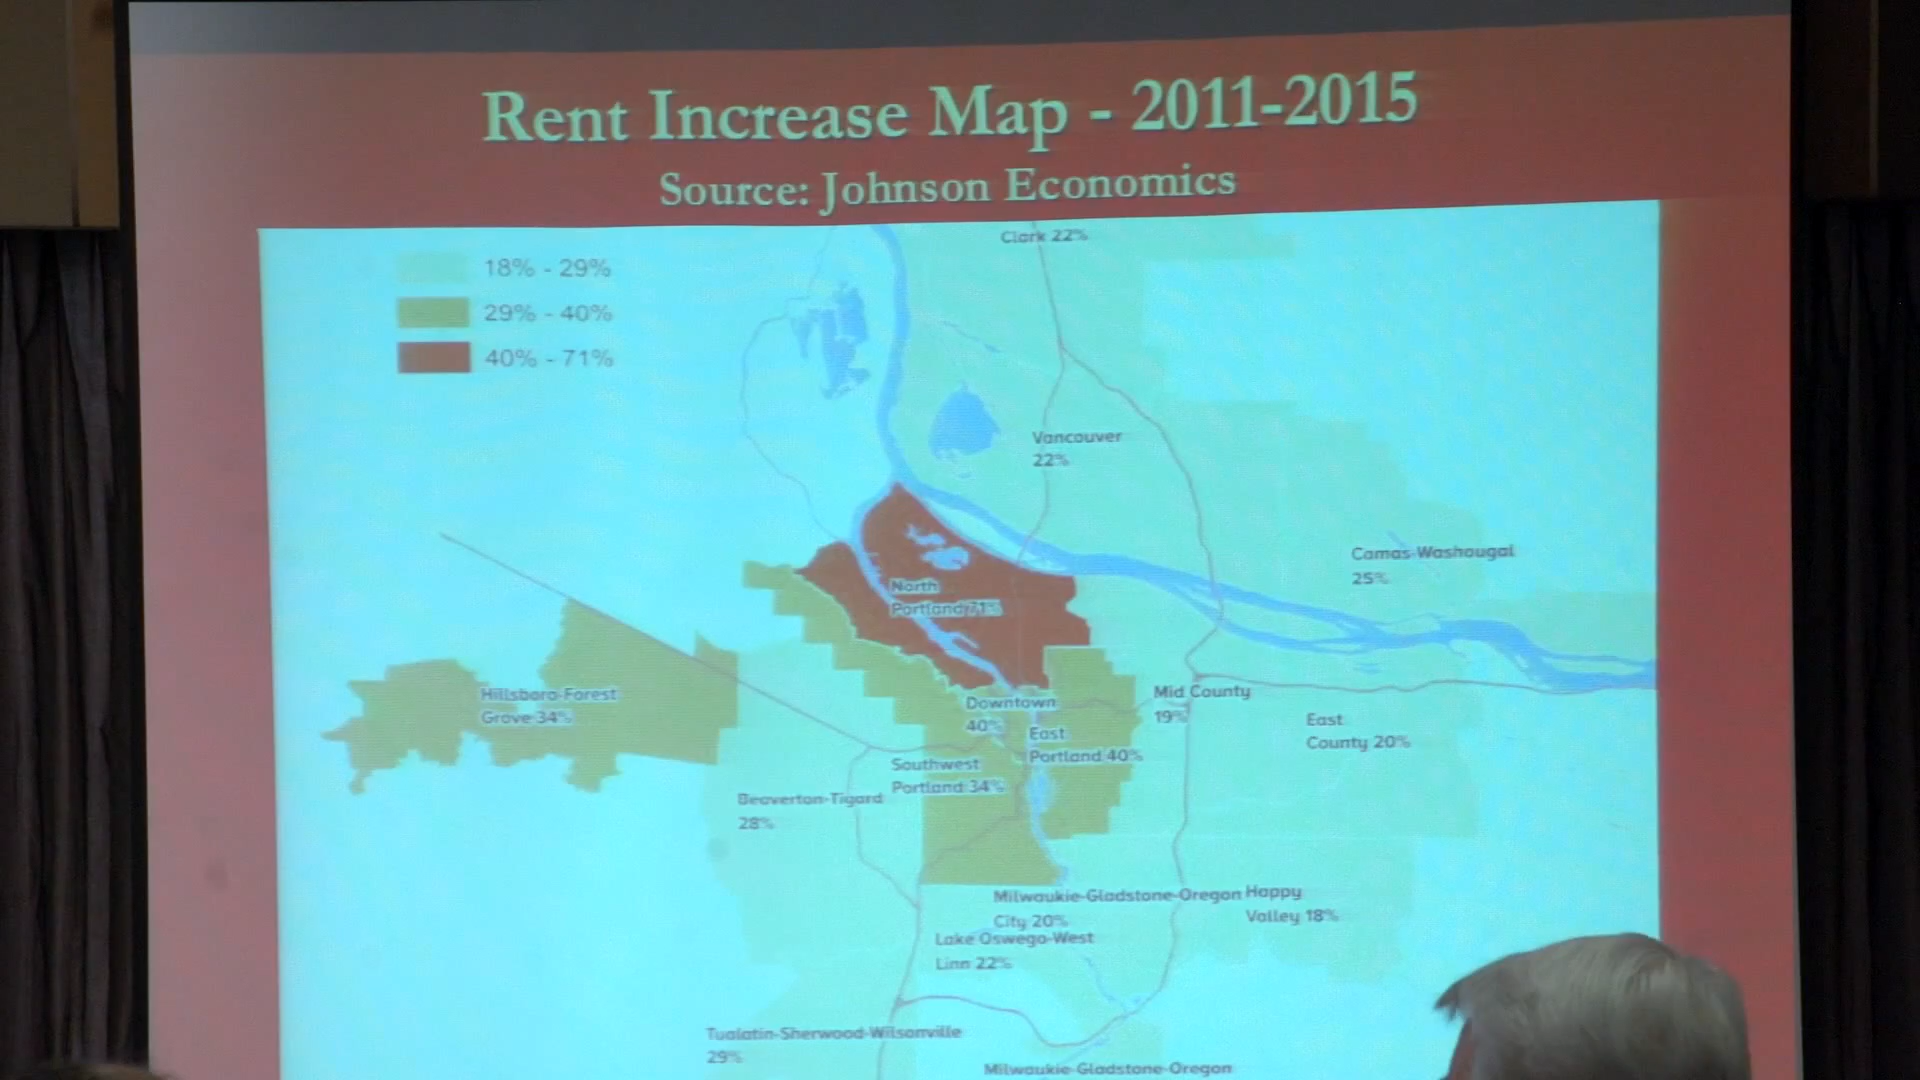 Rent Increase Map - 2011-2015
Source: Johnson Economics
18% - 29%
29% - 40%
40% - 71%
Clark 22%
Vancouver
22%
Camas-Washougal
25%
North
Portland 71%
Hillsboro-Forest
Grove 34%
Downtown
40%
Mid County
19%
East
County 20%
East
Portland 40%
Southwest
Portland 34%
Beaverton-Tigard
28%
Milwaukie-Gladstone-Oregon
City 20%
Happy
Valley 18%
Lake Oswego-West
Linn 22%
Tualatin-Sherwood-Wilsonville
29%
Milwaukie-Gladstone-Oregon